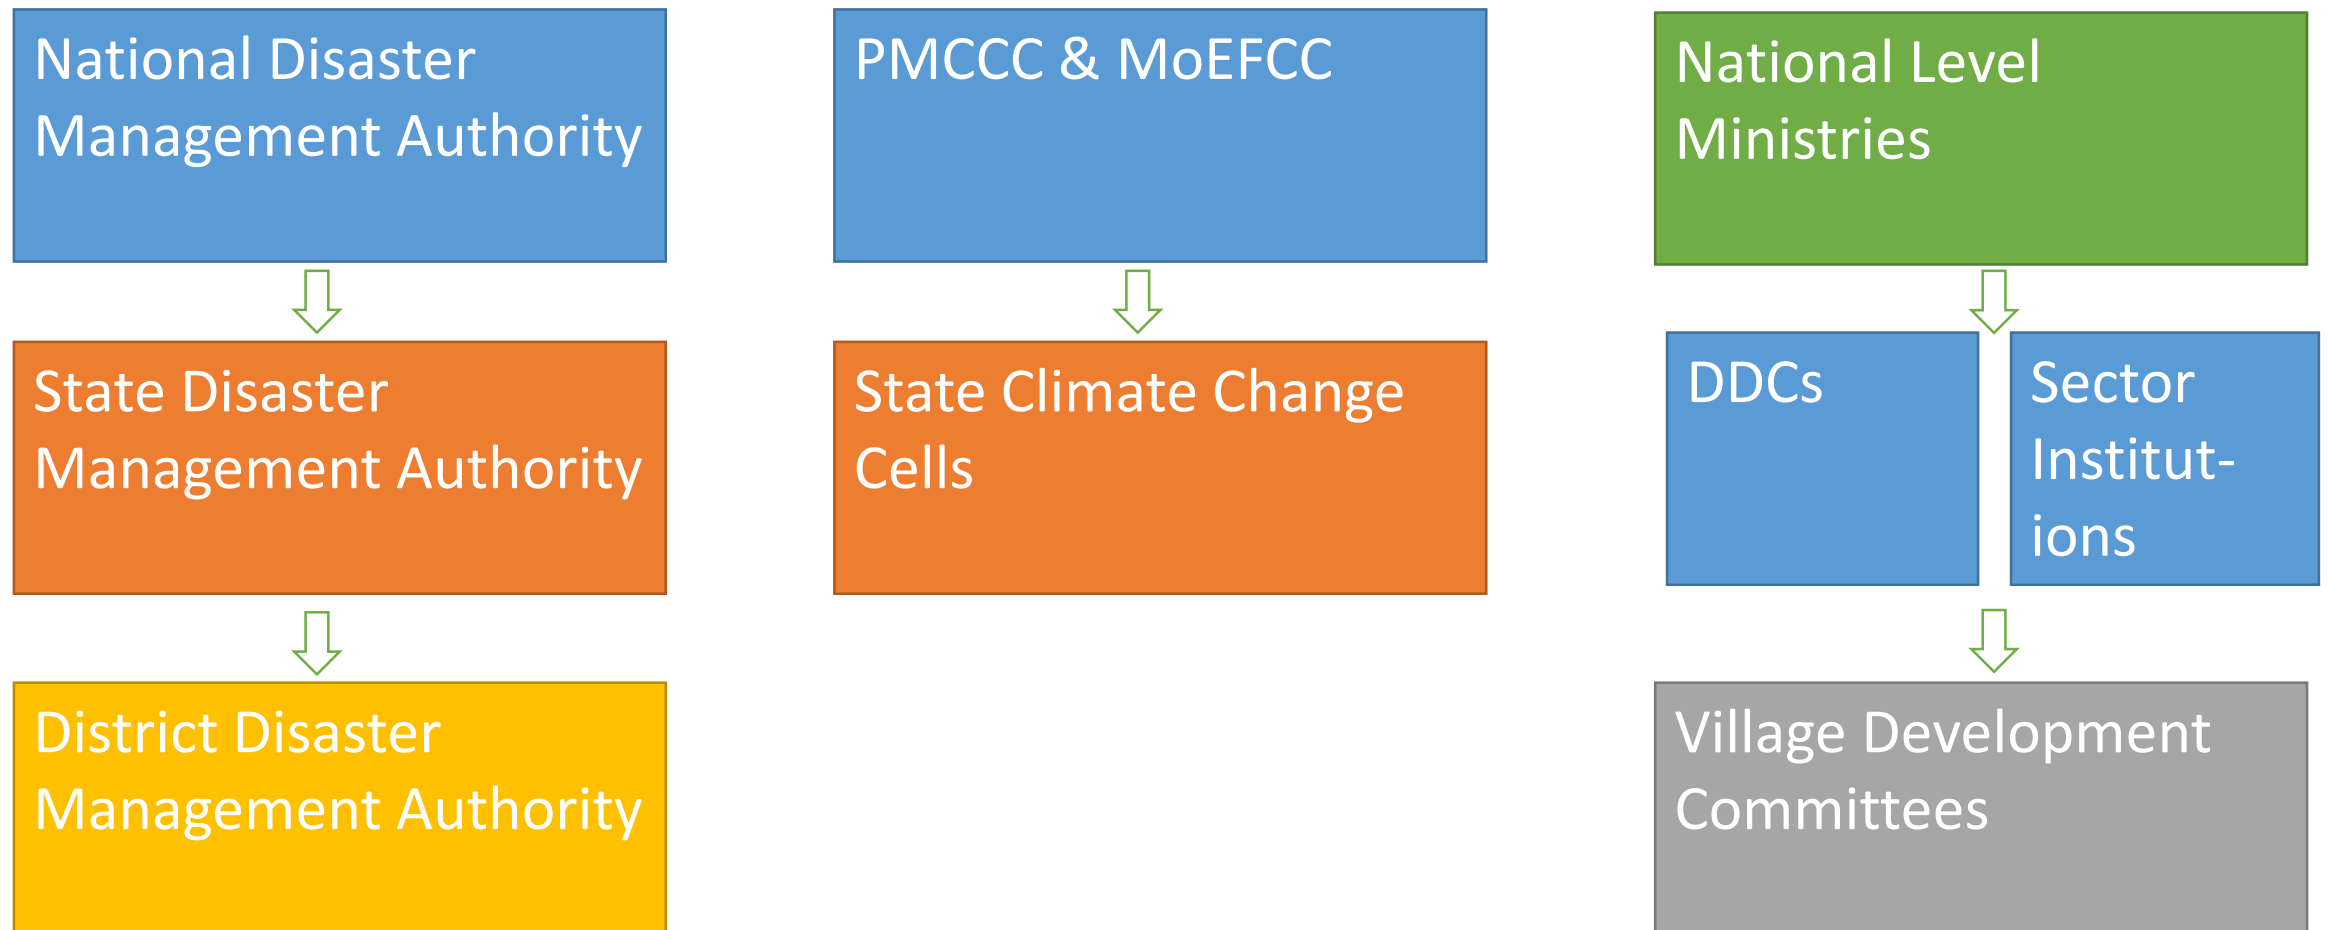 National Disaster
Management Authority
PMCCC & MoEFCC
National Level
Ministries
State Disaster
Management Authority
State Climate Change
Cells
DDCs
Sector
Institut-
ions
District Disaster
Management Authority
Village Development
Committees